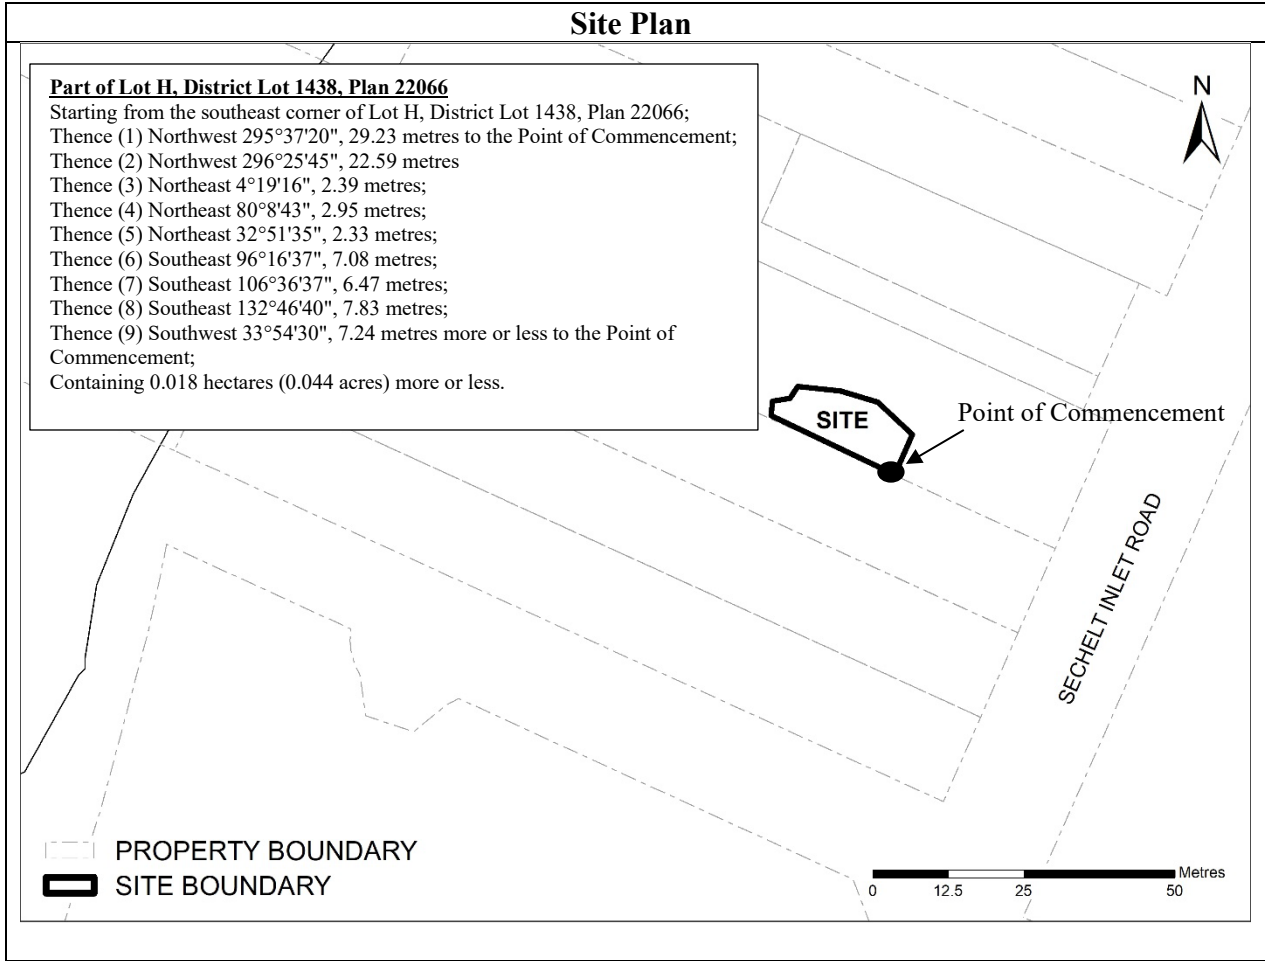 Site Plan
Part of Lot H, District Lot 1438, Plan 22066
Starting from the southeast corner of Lot H, District Lot 1438, Plan 22066;
Thence (1) Northwest 295°37'20", 29.23 metres to the Point of Commencement;
Thence (2) Northwest 296°25'45", 22.59 metres
Thence (3) Northeast 4°19'16", 2.39 metres;
Thence (4) Northeast 80°8'43", 2.95 metres;
Thence (5) Northeast 32°51'35", 2.33 metres;
Thence (6) Southeast 96°16'37", 7.08 metres;
Thence (7) Southeast 106°36'37", 6.47 metres;
Thence (8) Southeast 132°46'40", 7.83 metres;
Thence (9) Southwest 33°54'30", 7.24 metres more or less to the Point of
Commencement;
Containing 0.018 hectares (0.044 acres) more or less.
N
SITE
Point of Commencement
SECHELT INLET ROAD
PROPERTY BOUNDARY
SITE BOUNDARY
Metres
0 12.5 25 50